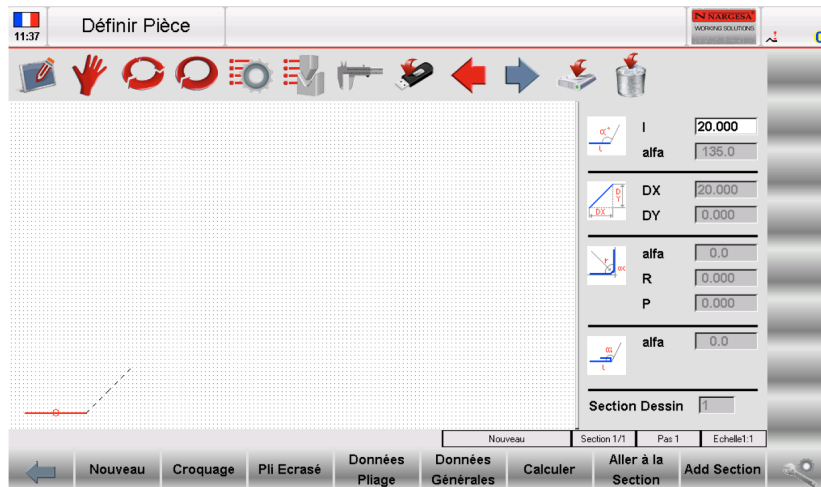 11:37
Définir Pièce
NARGESA
WORKING SOLUTIONS
l 20.000
alfa 135.0
DX 20.000
DY 0.000
alfa 0.0
R 0.000
P 0.000
alfa 0.0
Section Dessin 1
Nouveau Section 1/1 Pas 1 Echelle1:1
Nouveau Croquage Pli Ecrasé Données Pliage Données Générales Calculer Aller à la Section Add Section